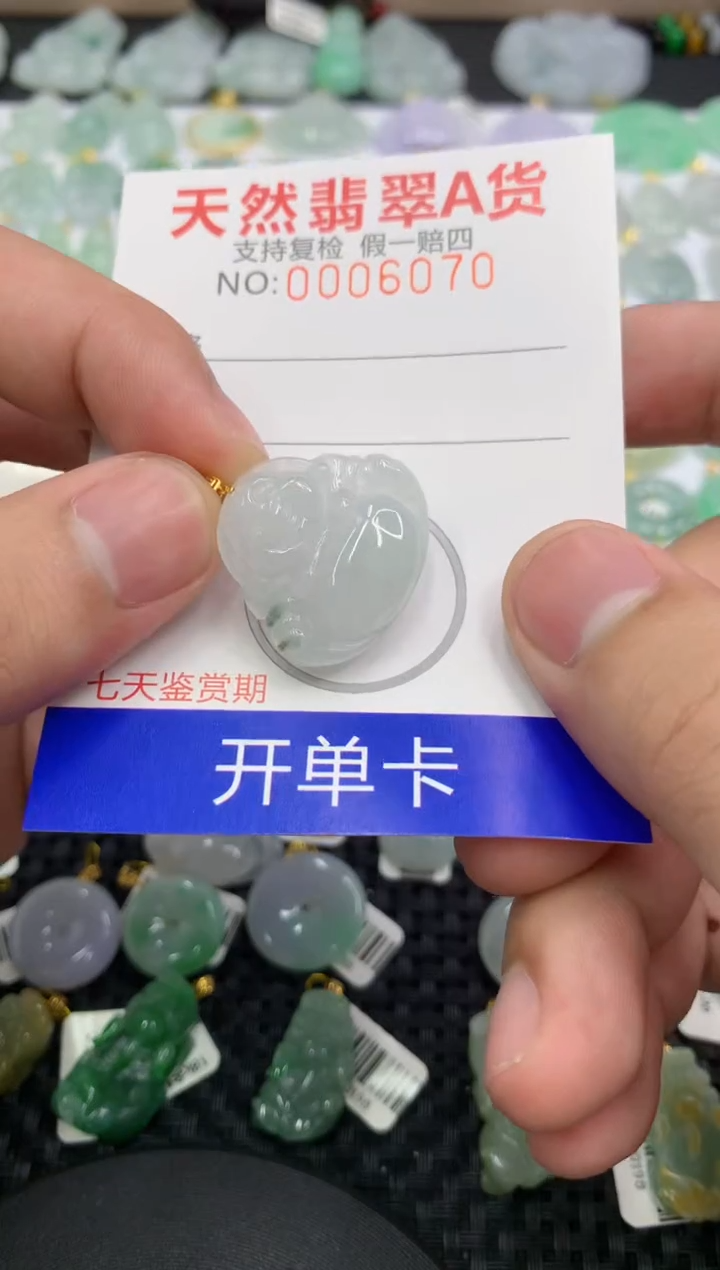 天然翡翠A货
支持复检 假一赔四
NO:0006070
七天鉴赏期
开单卡